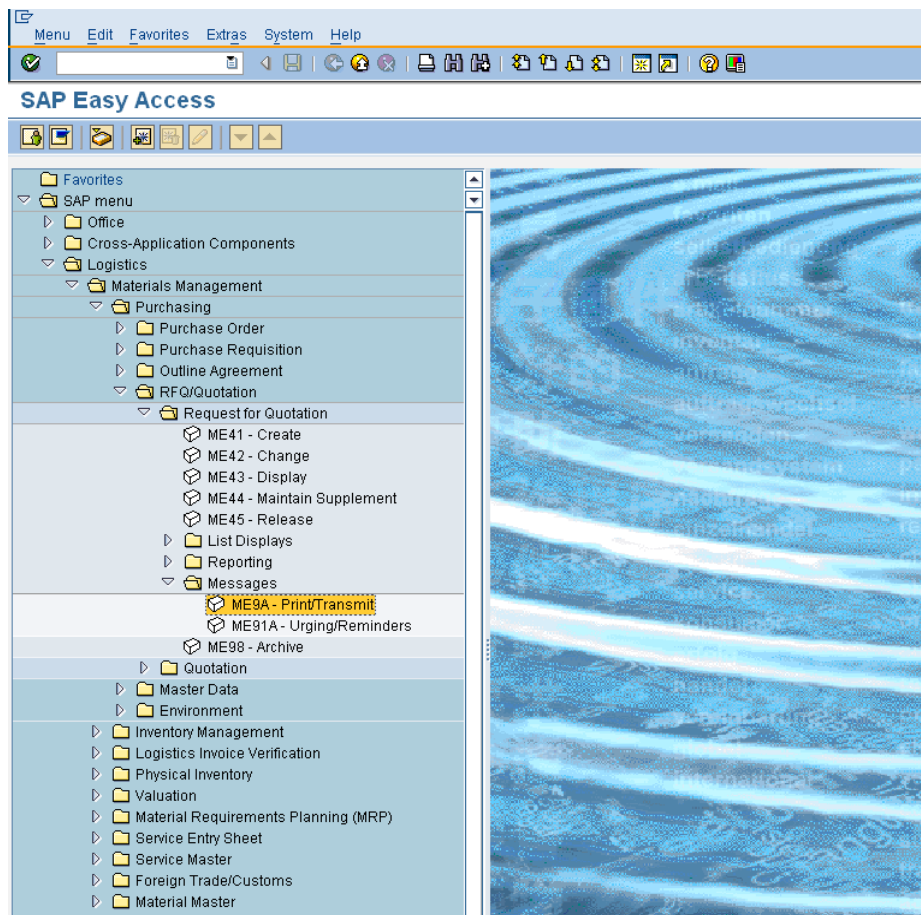 Menu Edit Favorites Extras System Help
SAP Easy Access
Favorites
SAP menu
Office
Cross-Application Components
Logistics
Materials Management
Purchasing
Purchase Order
Purchase Requisition
Outline Agreement
RFQ/Quotation
Request for Quotation
ME41 - Create
ME42 - Change
ME43 - Display
ME44 - Maintain Supplement
ME45 - Release
List Displays
Reporting
Messages
ME9A - Print/Transmit
ME91A - Urging/Reminders
ME98 - Archive
Quotation
Master Data
Environment
Inventory Management
Logistics Invoice Verification
Physical Inventory
Valuation
Material Requirements Planning (MRP)
Service Entry Sheet
Service Master
Foreign Trade/Customs
Material Master